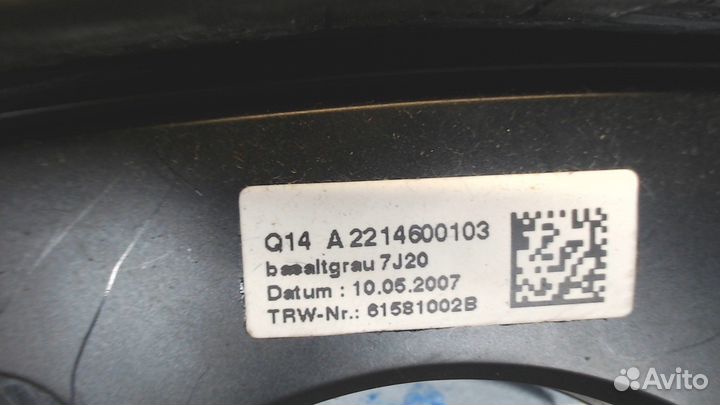 Q14 A 2214600103
basaltgrau 7J20
Datum : 10.05.2007
TRW-Nr.: 61581002B
Avito